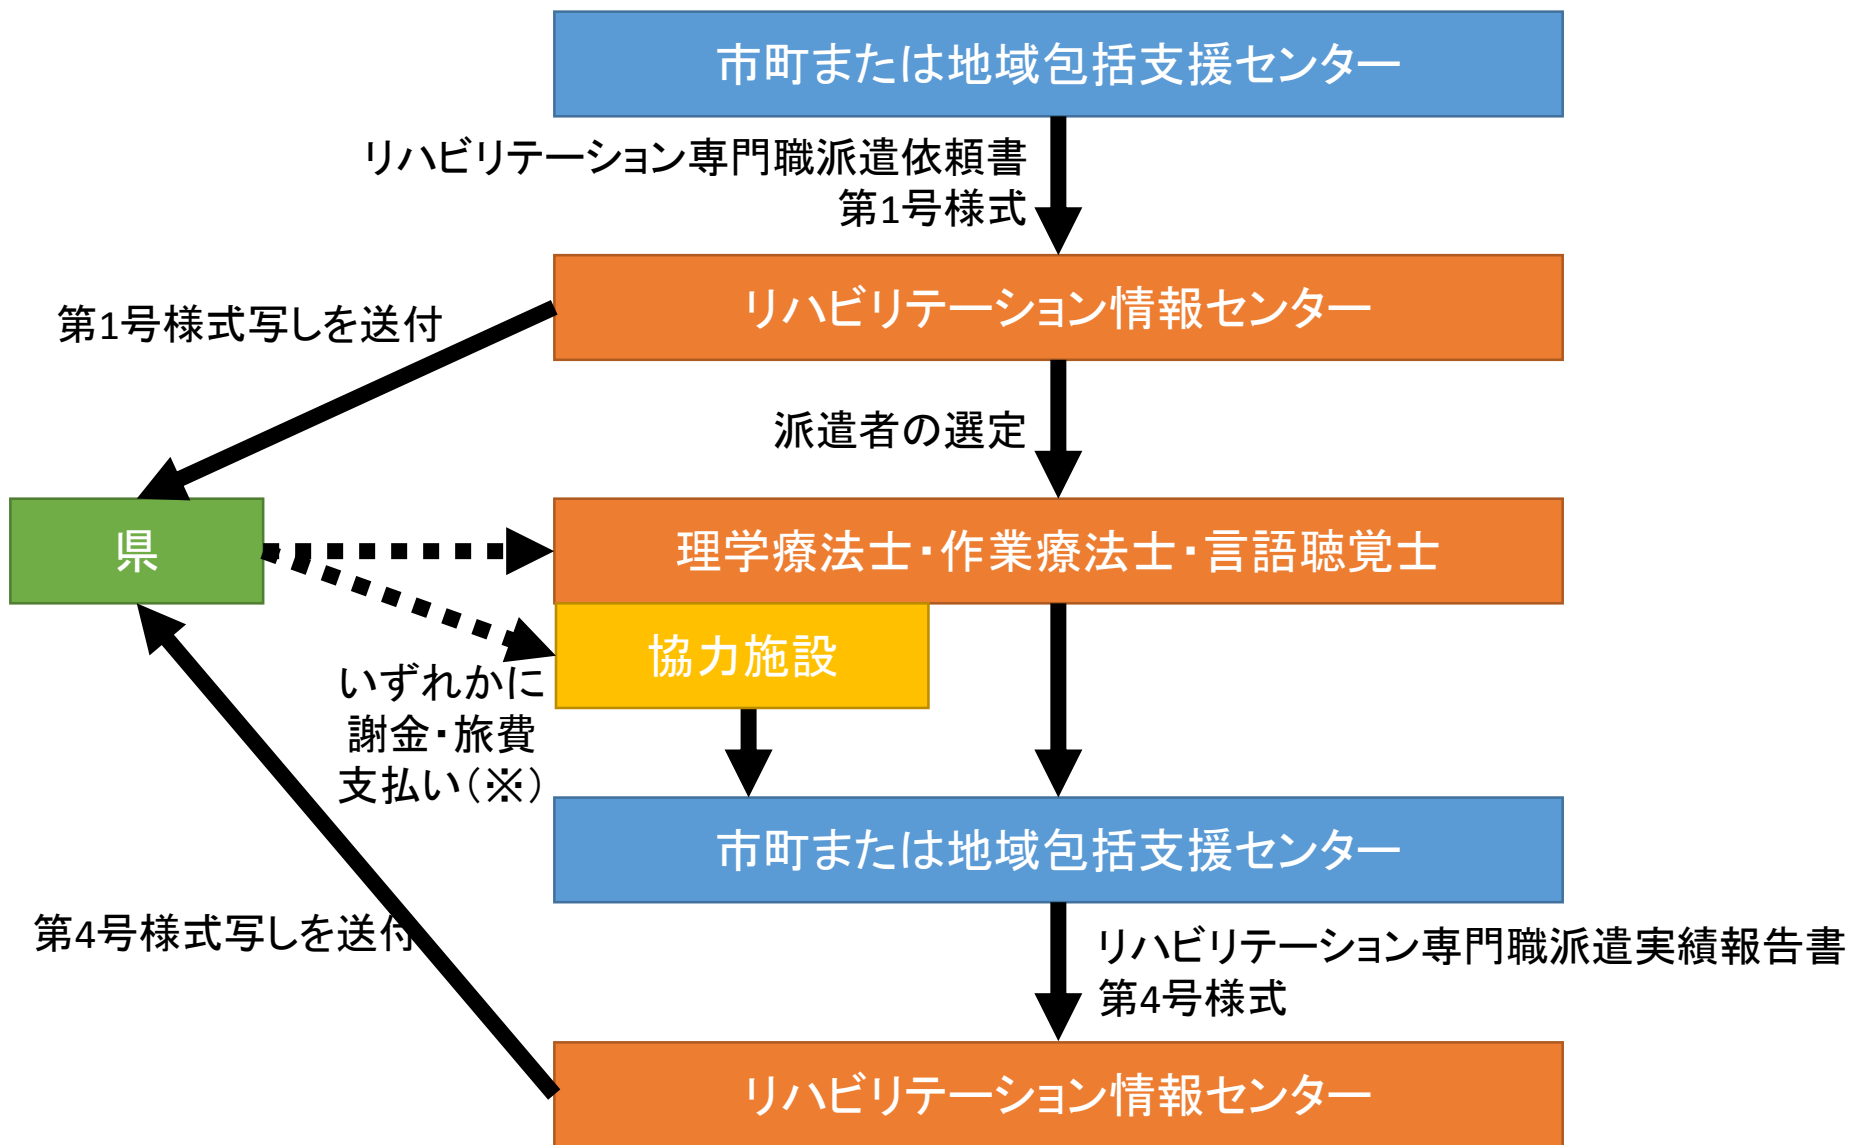 市町または地域包括支援センター
リハビリテーション専門職派遣依頼書
第1号様式
リハビリテーション情報センター
第1号様式写しを送付
派遣者の選定
県
理学療法士・作業療法士・言語聴覚士
協力施設
いずれかに
謝金・旅費
支払い（※）
市町または地域包括支援センター
第4号様式写しを送付
リハビリテーション専門職派遣実績報告書
第4号様式
リハビリテーション情報センター